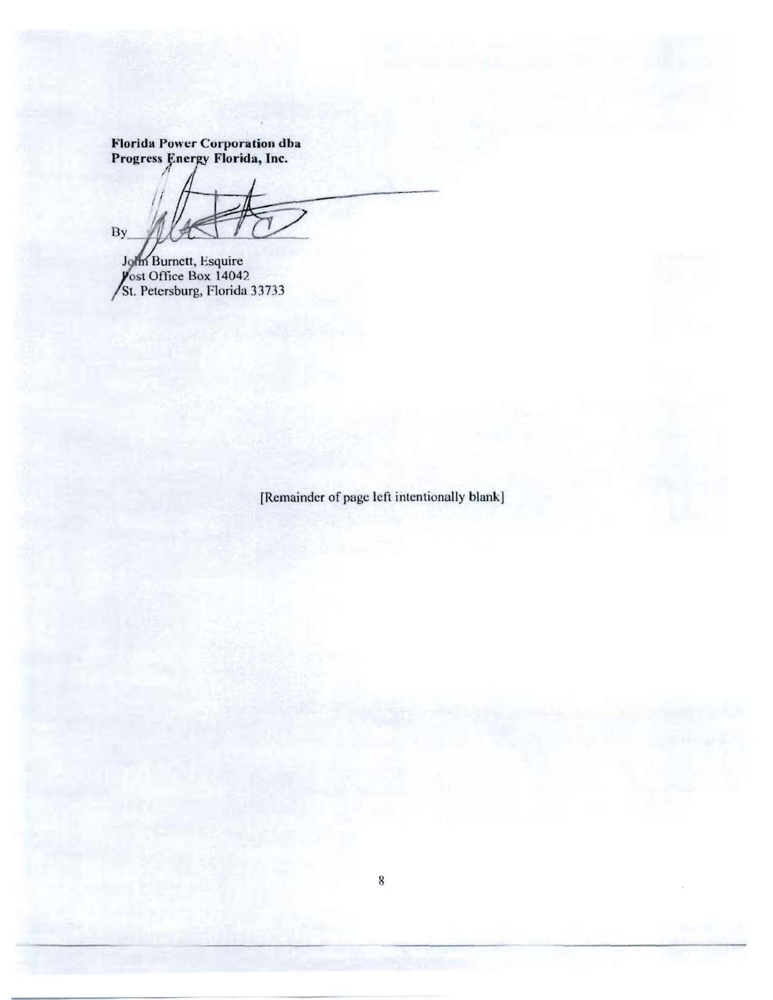 Florida Power Corporation dba
Progress Energy Florida, Inc.
By
John Burnett, Esquire
Post Office Box 14042
St. Petersburg, Florida 33733
[Remainder of page left intentionally blank]
8